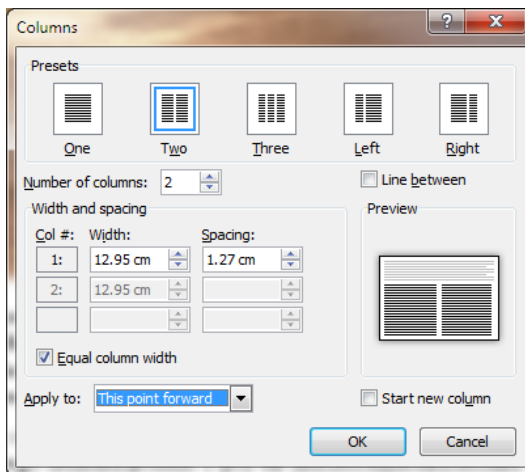 Columns
Presets
One Two Three Left Right
Number of columns: 2 Line between
Width and spacing Preview
Col #: Width: Spacing:
1: 12.95 cm 1.27 cm
2: 12.95 cm
Equal column width
Apply to: This point forward Start new column
OK Cancel